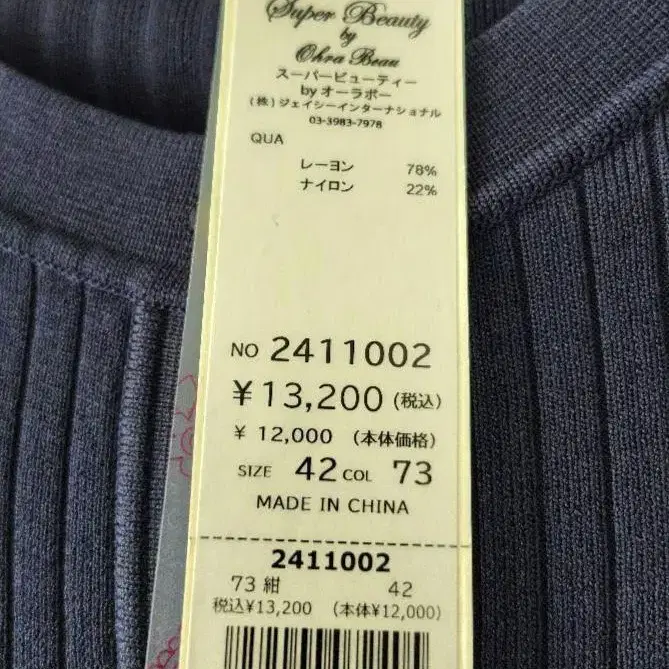 Super Beauty
by
Ohra Beau
スーパービューティー
by オーラボー
(株)ジェイシーインターナショナル
03-3983-7978
QUA
レーヨン 78%
ナイロン 22%
NO 2411002
¥13,200 (税込)
¥ 12,000 (本体価格)
SIZE 42 COL 73
MADE IN CHINA
2411002
73 紺 42
税込¥13,200 (本体¥12,000)